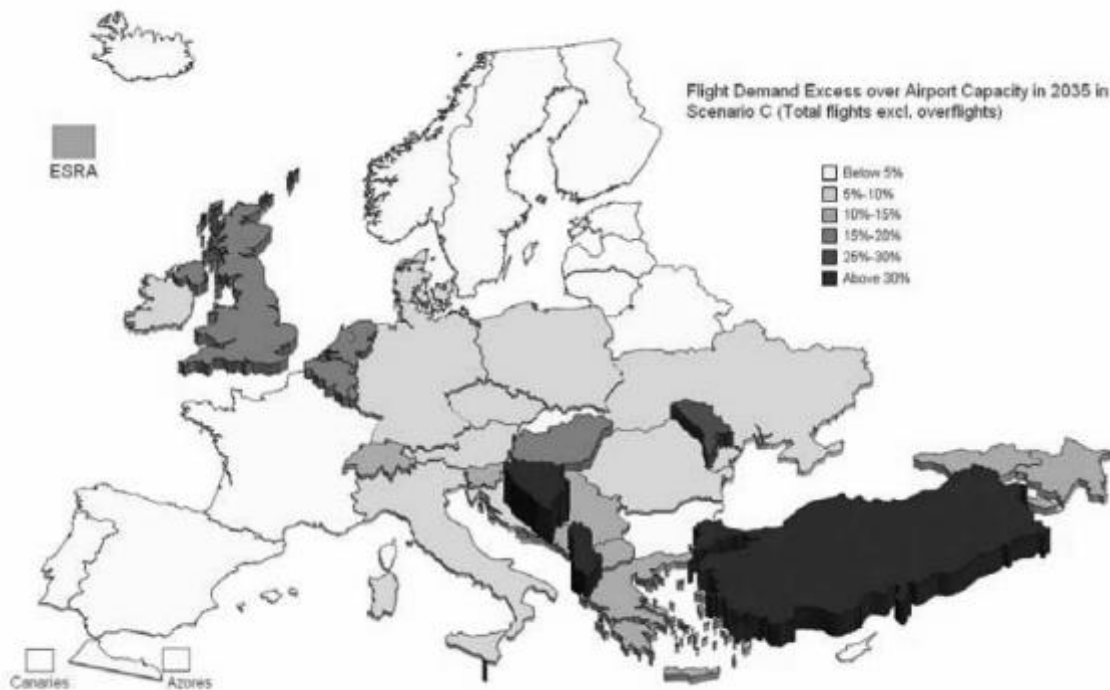 Flight Demand Excess over Airport Capacity in 2035 in
Scenario C (Total flights excl. overflights)
ESRA
Below 5%
5%-10%
10%-15%
15%-20%
25%-30%
Above 30%
Canaries
Azores